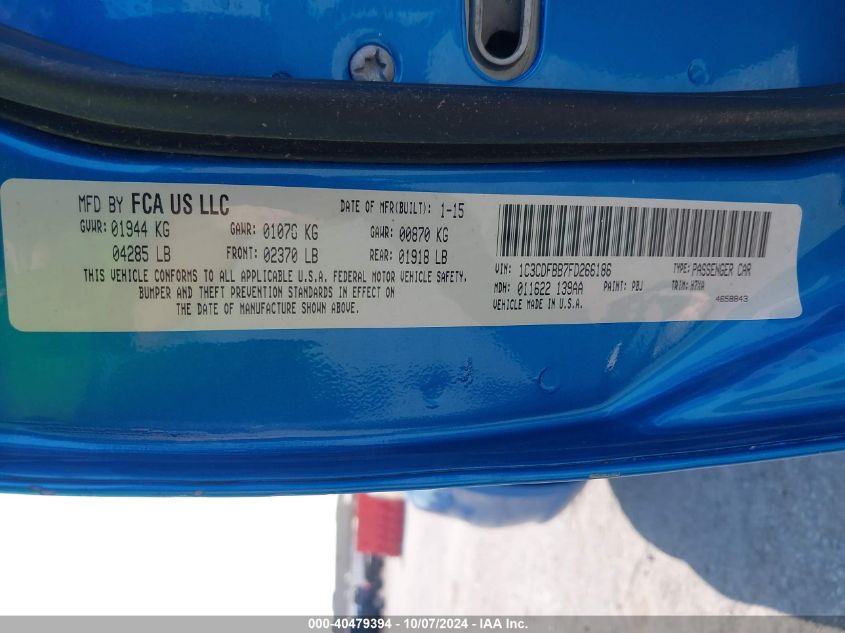 MFD BY FCA US LLC DATE OF MFR(BUILT): 1-15
GVWR: 01944 KG GAWR: 01070 KG GAWR: 00870 KG
04285 LB FRONT: 02370 LB REAR: 01918 LB
THIS VEHICLE CONFORMS TO ALL APPLICABLE U.S.A. FEDERAL MOTOR VEHICLE SAFETY,
BUMPER AND THEFT PREVENTION STANDARDS IN EFFECT ON
THE DATE OF MANUFACTURE SHOWN ABOVE.
VIN: 1C3CDFBB7FD266186 TYPE: PASSENGER CAR
MDH: 011622 139AA PAINT: PBJ TRIM: H7XA
VEHICLE MADE IN U.S.A. 4658843
000-40479394 - 10/07/2024 - IAA Inc.